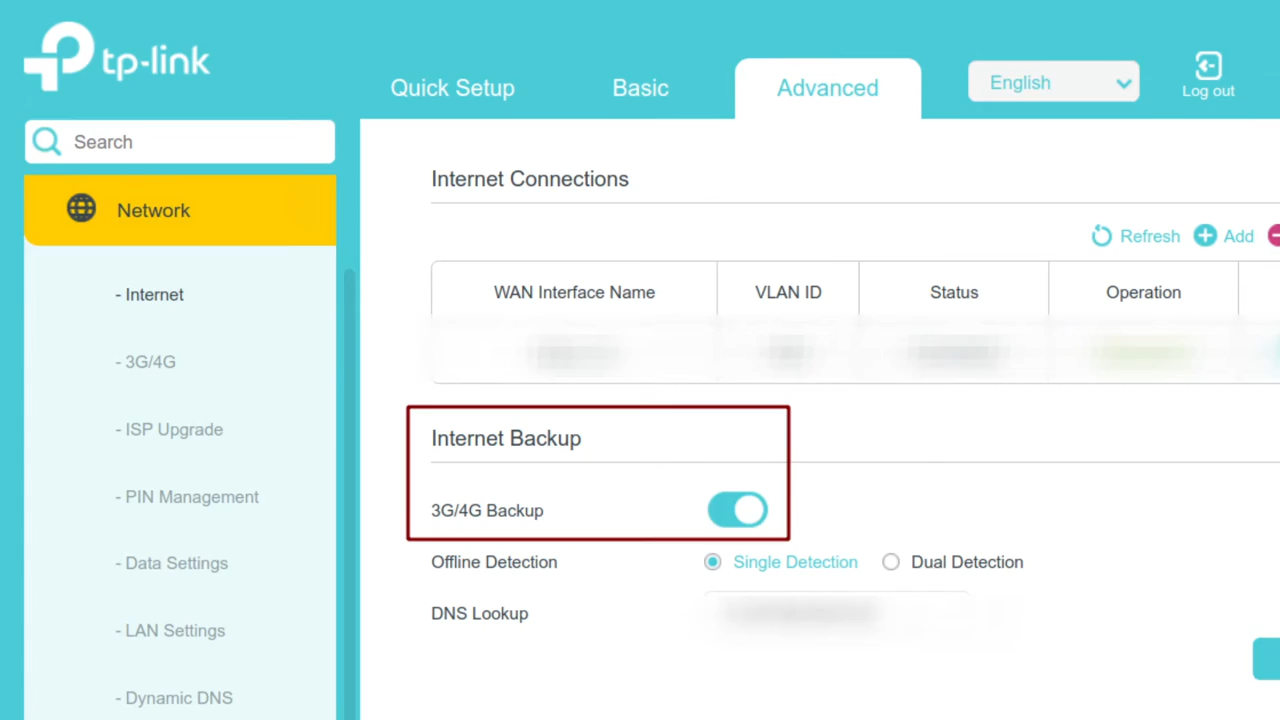 tp-link
Quick Setup
Basic
Advanced
English
Log out
Search
Network
- Internet
- 3G/4G
- ISP Upgrade
- PIN Management
- Data Settings
- LAN Settings
- Dynamic DNS
Internet Connections
Refresh
Add
WAN Interface Name
VLAN ID
Status
Operation
Internet Backup
3G/4G Backup
Offline Detection
Single Detection
Dual Detection
DNS Lookup